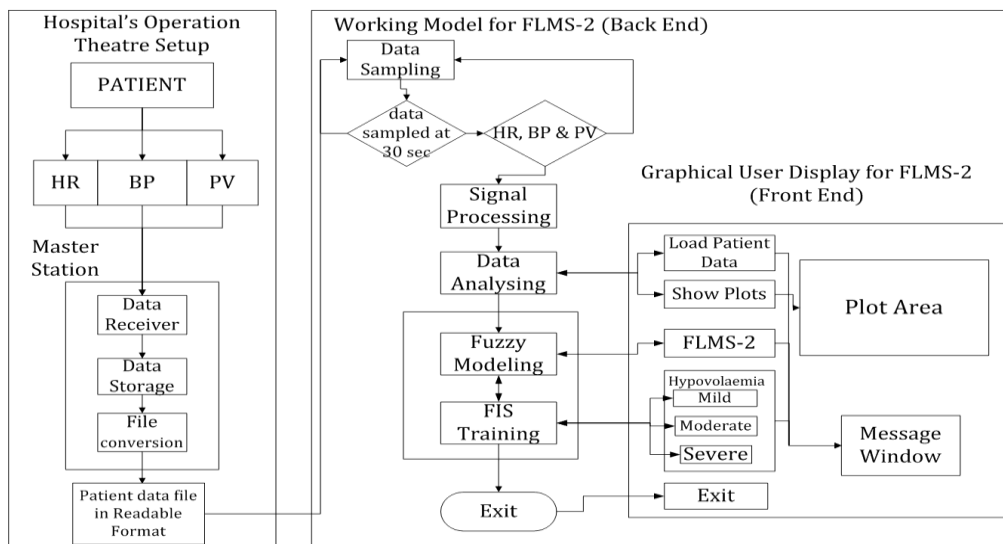 Hospital's Operation
Theatre Setup
PATIENT
HR
BP
PV
Master
Station
Data
Receiver
Data
Storage
File
conversion
Patient data file
in Readable
Format
Working Model for FLMS-2 (Back End)
Data
Sampling
data
sampled at
30 sec
HR, BP & PV
Signal
Processing
Data
Analysing
Fuzzy
Modeling
FIS
Training
Exit
Graphical User Display for FLMS-2
(Front End)
Load Patient
Data
Show Plots
Plot Area
FLMS-2
Hypovolaemia
Mild
Moderate
Severe
Message
Window
Exit